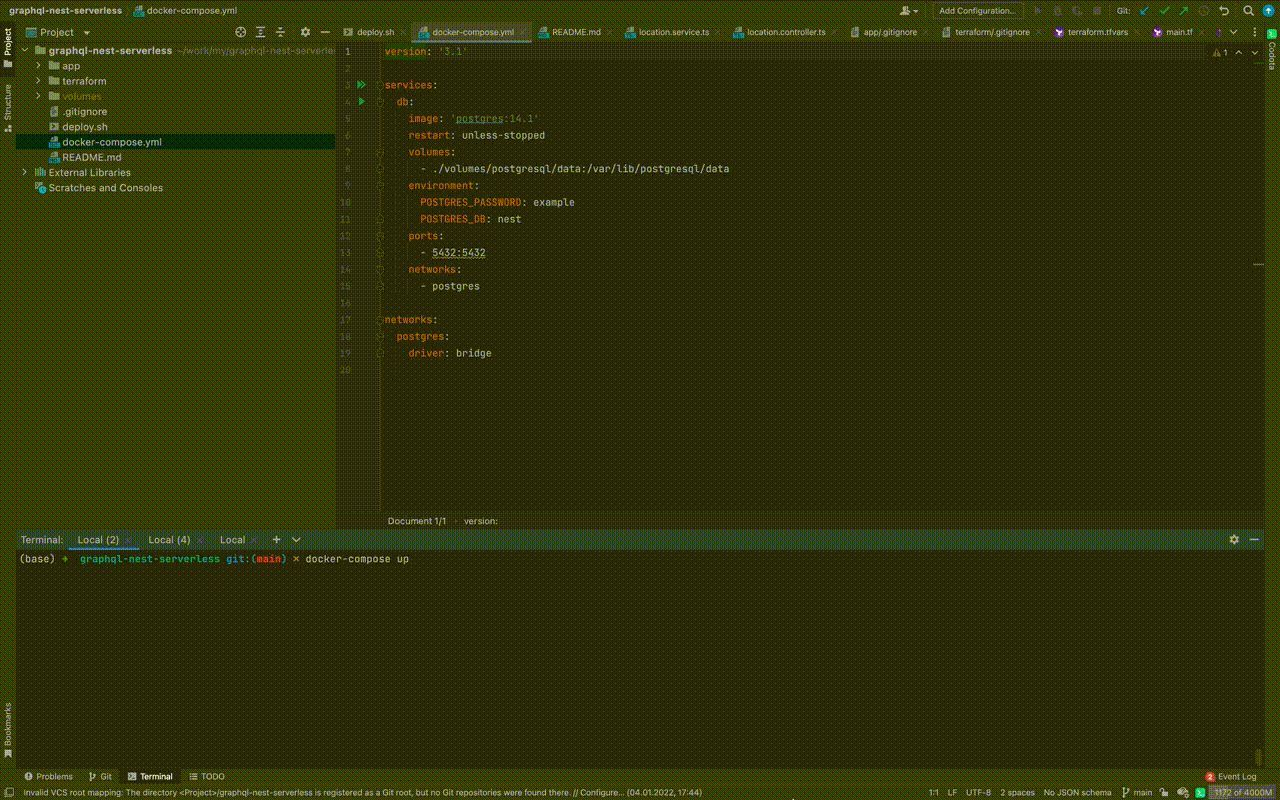 graphql-nest-serverless docker-compose.yml
Add Configuration...
Git:
Project
deploy.sh docker-compose.yml README.md location.service.ts location.controller.ts app/.gitignore terraform/.gitignore terraform.tfvars main.tf
Project
Structure
Bookmarks
Codota
graphql-nest-serverless ~/work/my/graphql-nest-serverle
app
terraform
volumes
.gitignore
deploy.sh
docker-compose.yml
README.md
External Libraries
Scratches and Consoles
1
1 version: '3.1'
2
3 services:
4 db:
5 image: 'postgres:14.1'
6 restart: unless-stopped
7 volumes:
8 - ./volumes/postgresql/data:/var/lib/postgresql/data
9 environment:
10 POSTGRES_PASSWORD: example
11 POSTGRES_DB: nest
12 ports:
13 - 5432:5432
14 networks:
15 - postgres
16
17 networks:
18 postgres:
19 driver: bridge
20
Document 1/1 version:
Terminal: Local (2) Local (4) Local
(base) ➜ graphql-nest-serverless git:(main) × docker-compose up
Problems Git Terminal TODO
2 Event Log
Invalid VCS root mapping: The directory <Project>/graphql-nest-serverless is registered as a Git root, but no Git repositories were found there. // Configure... (04.01.2022, 17:44)
1:1 LF UTF-8 2 spaces No JSON schema main 1172 of 4000M